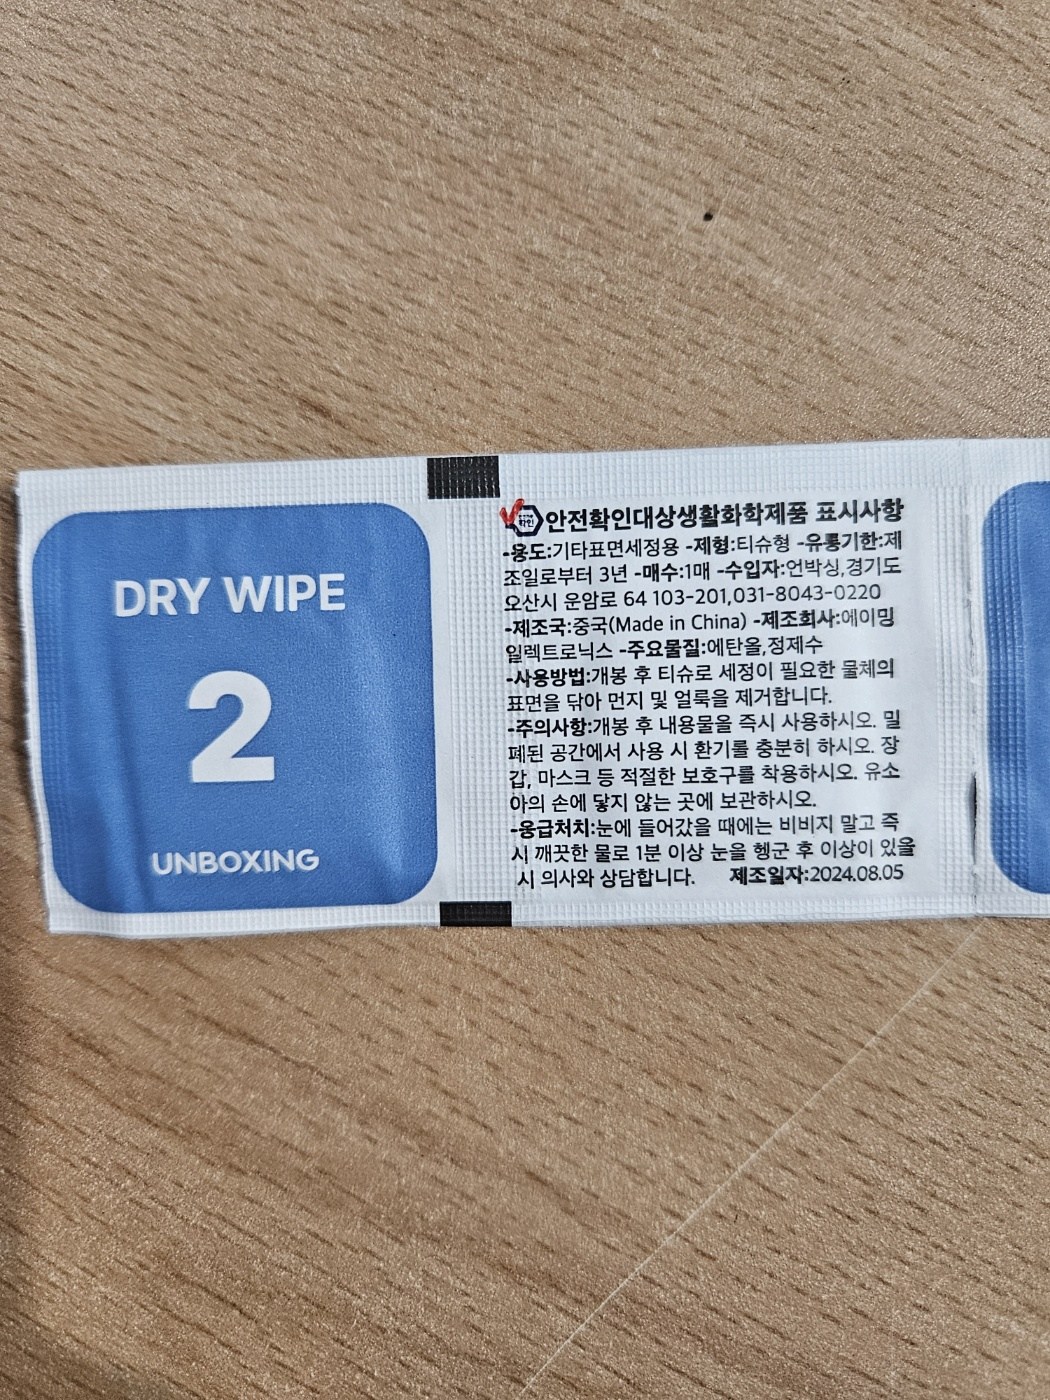 DRY WIPE
2
UNBOXING
확인
안전확인대상생활화학제품 표시사항
-용도:기타표면세정용 -제형:티슈형 -유통기한:제
조일로부터 3년 -매수:1매 -수입자:언박싱,경기도
오산시 운암로 64 103-201,031-8043-0220
-제조국:중국(Made in China) -제조회사:에이밍
일렉트로닉스 -주요물질:에탄올,정제수
-사용방법:개봉 후 티슈로 세정이 필요한 물체의
표면을 닦아 먼지 및 얼룩을 제거합니다.
-주의사항:개봉 후 내용물을 즉시 사용하시오. 밀
폐된 공간에서 사용 시 환기를 충분히 하시오. 장
갑, 마스크 등 적절한 보호구를 착용하시오. 유소
아의 손에 닿지 않는 곳에 보관하시오.
-응급처치:눈에 들어갔을 때에는 비비지 말고 즉
시 깨끗한 물로 1분 이상 눈을 헹군 후 이상이 있을
시 의사와 상담합니다. 제조일자:2024.08.05